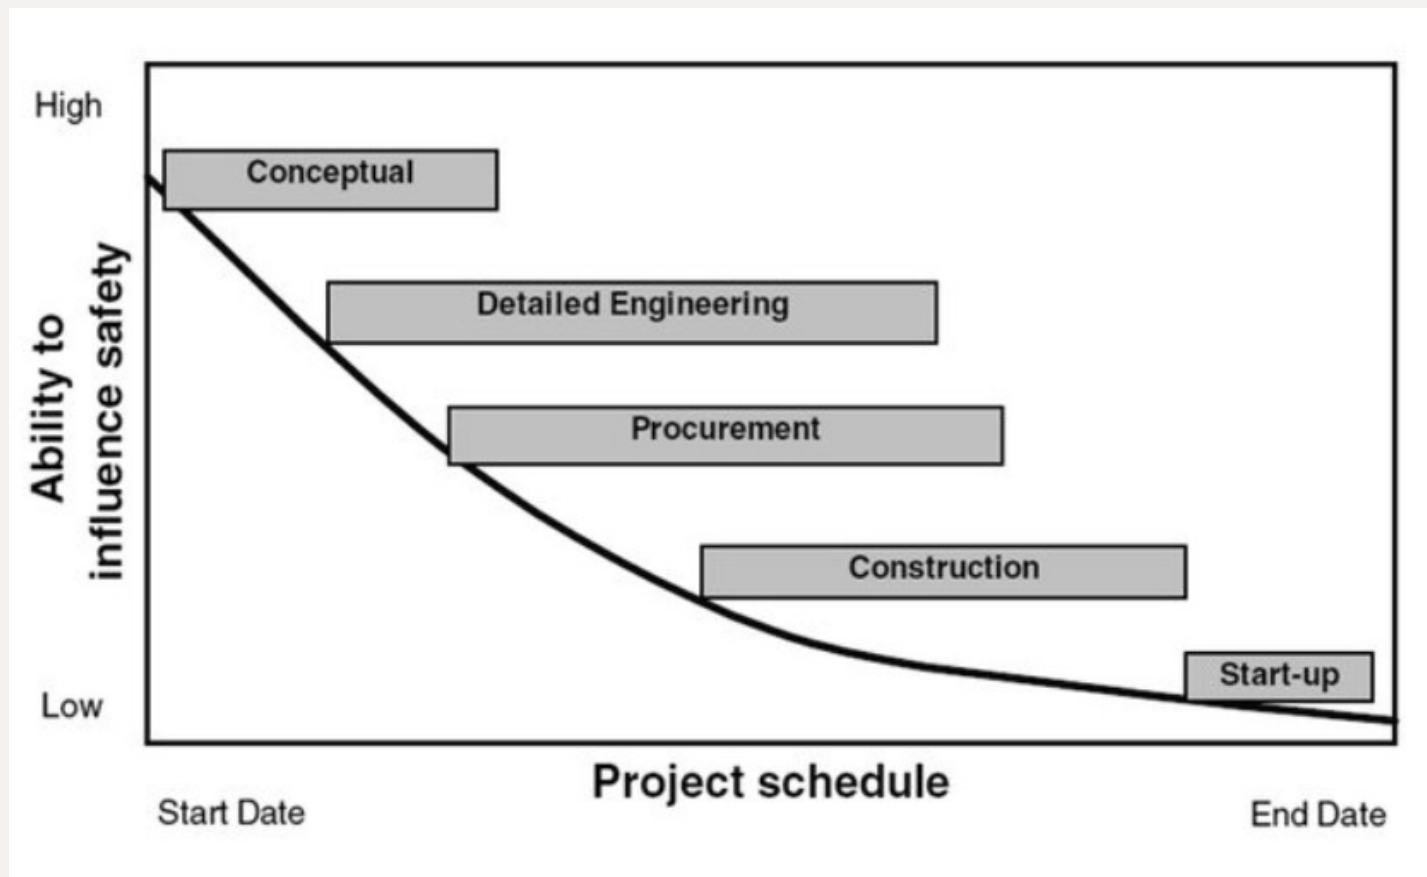 High
Conceptual
Detailed Engineering
Procurement
Construction
Start-up
Low
Ability to
influence safety
Project schedule
Start Date
End Date